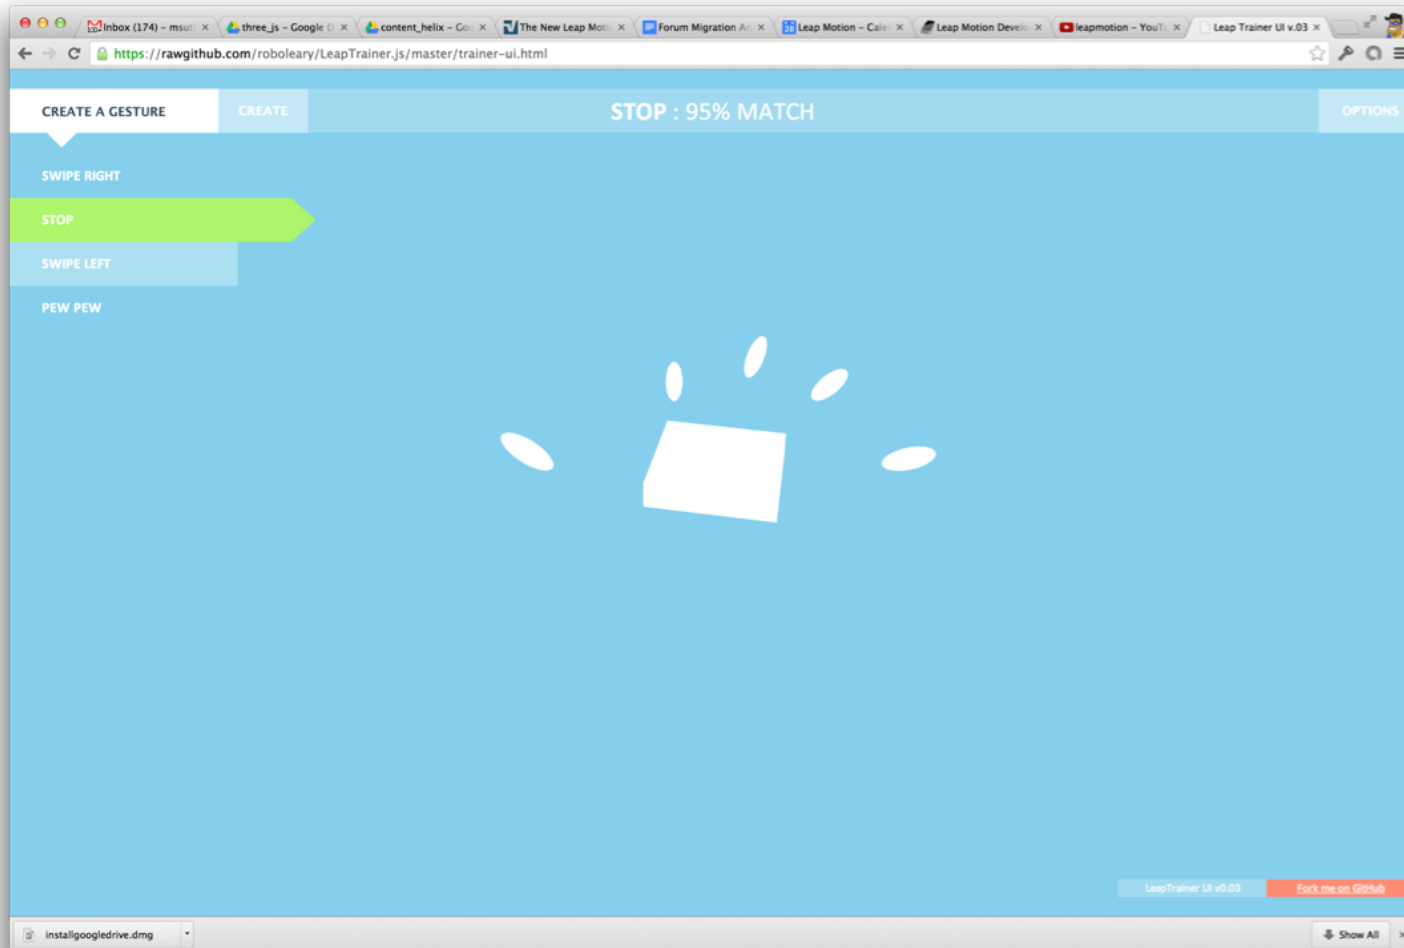 Inbox (174) – msut
three_js – Google D
content_helix – Goo
The New Leap Moti
Forum Migration An
Leap Motion – Cale
Leap Motion Develo
leapmotion – YouT
Leap Trainer UI v.03
https://rawgithub.com/roboleary/LeapTrainer.js/master/trainer-ui.html
CREATE A GESTURE
CREATE
STOP : 95% MATCH
OPTIONS
SWIPE RIGHT
STOP
SWIPE LEFT
PEW PEW
LeapTrainer UI v0.03
Fork me on GitHub
installgoogledrive.dmg
Show All